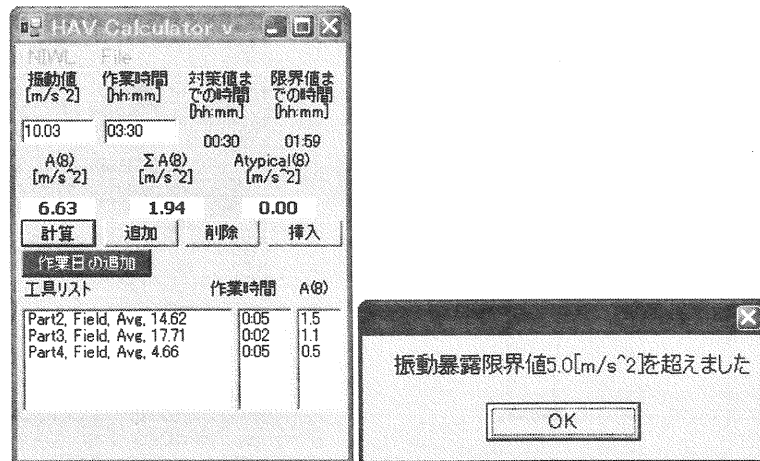 HAV Calculator v
NIWL File
振動値 作業時間 対策値ま 限界値ま
[m/s^2] [hh:mm] での時間 での時間
[hh:mm] [hh:mm]
10.03 03:30 00:30 01:59
A(8) Σ A(8) Atypical(8)
[m/s^2] [m/s^2] [m/s^2]
6.63 1.94 0.00
計算 追加 削除 挿入
作業日の追加
工具リスト 作業時間 A(8)
Part2, Field, Avg, 14.62 0:05 1.5
Part3, Field, Avg, 17.71 0:02 1.1
Part4, Field, Avg, 4.66 0:05 0.5
振動暴露限界値5.0[m/s^2]を超えました
OK